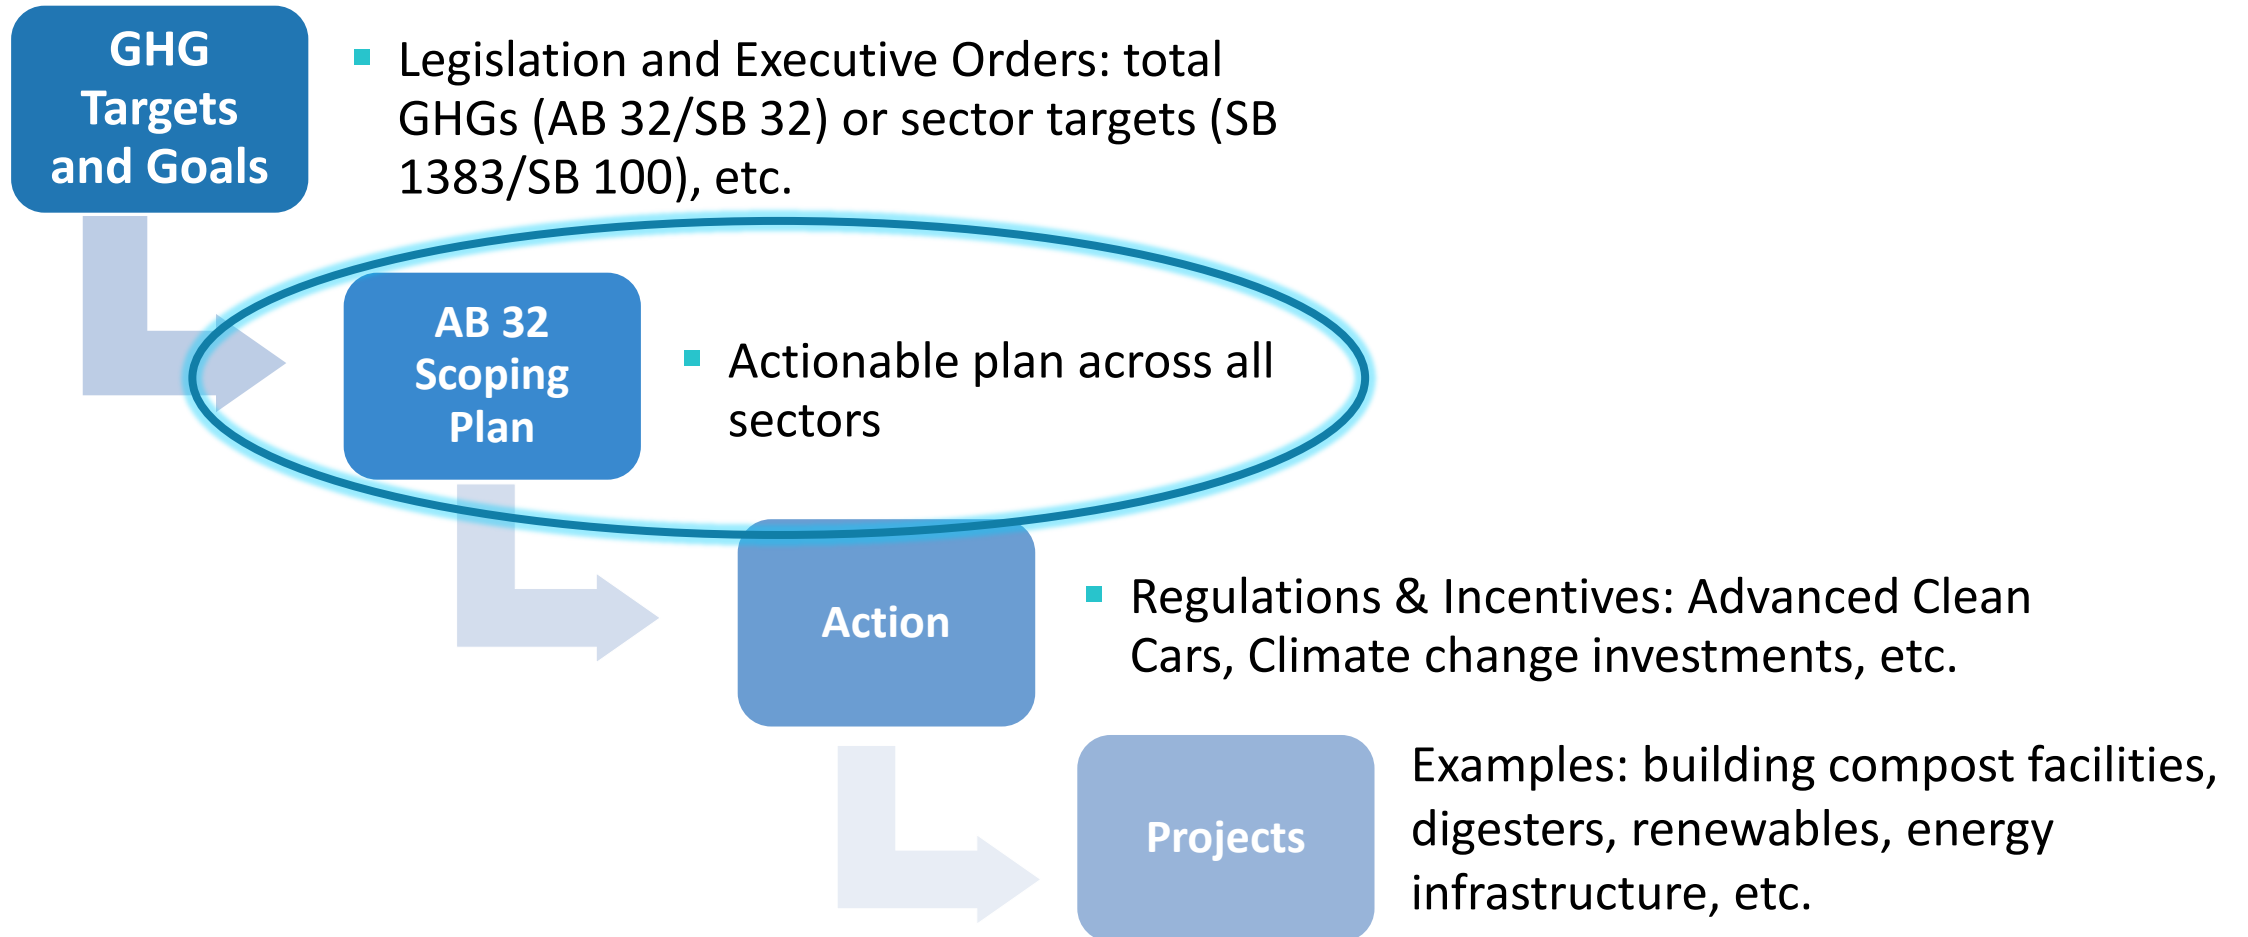 GHG
Targets
and Goals
▪ Legislation and Executive Orders: total
GHGs (AB 32/SB 32) or sector targets (SB
1383/SB 100), etc.
AB 32
Scoping
Plan
▪ Actionable plan across all
sectors
Action
▪ Regulations & Incentives: Advanced Clean
Cars, Climate change investments, etc.
Projects
Examples: building compost facilities,
digesters, renewables, energy
infrastructure, etc.